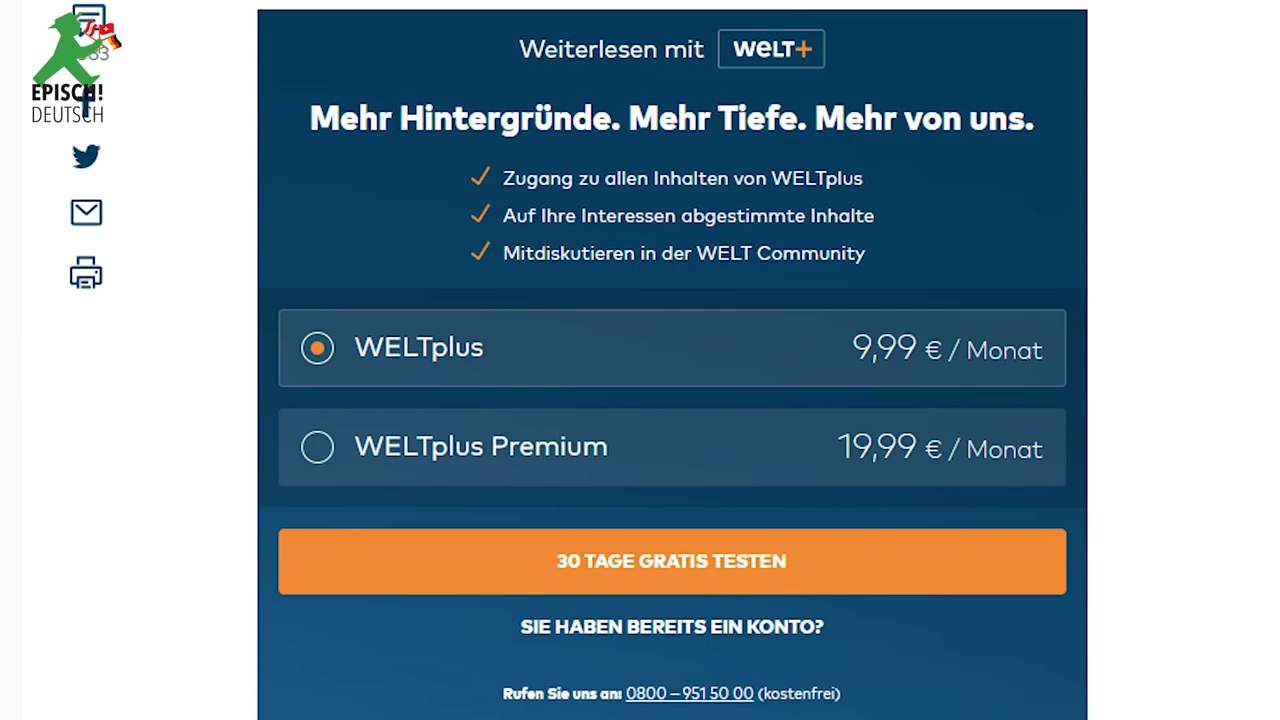 EPISCH!
DEUTSCH
Weiterlesen mit WELT+
Mehr Hintergründe. Mehr Tiefe. Mehr von uns.
Zugang zu allen Inhalten von WELTplus
Auf Ihre Interessen abgestimmte Inhalte
Mitdiskutieren in der WELT Community
WELTplus 9,99 € / Monat
WELTplus Premium 19,99 € / Monat
30 TAGE GRATIS TESTEN
SIE HABEN BEREITS EIN KONTO?
Rufen Sie uns an: 0800 – 951 50 00 (kostenfrei)